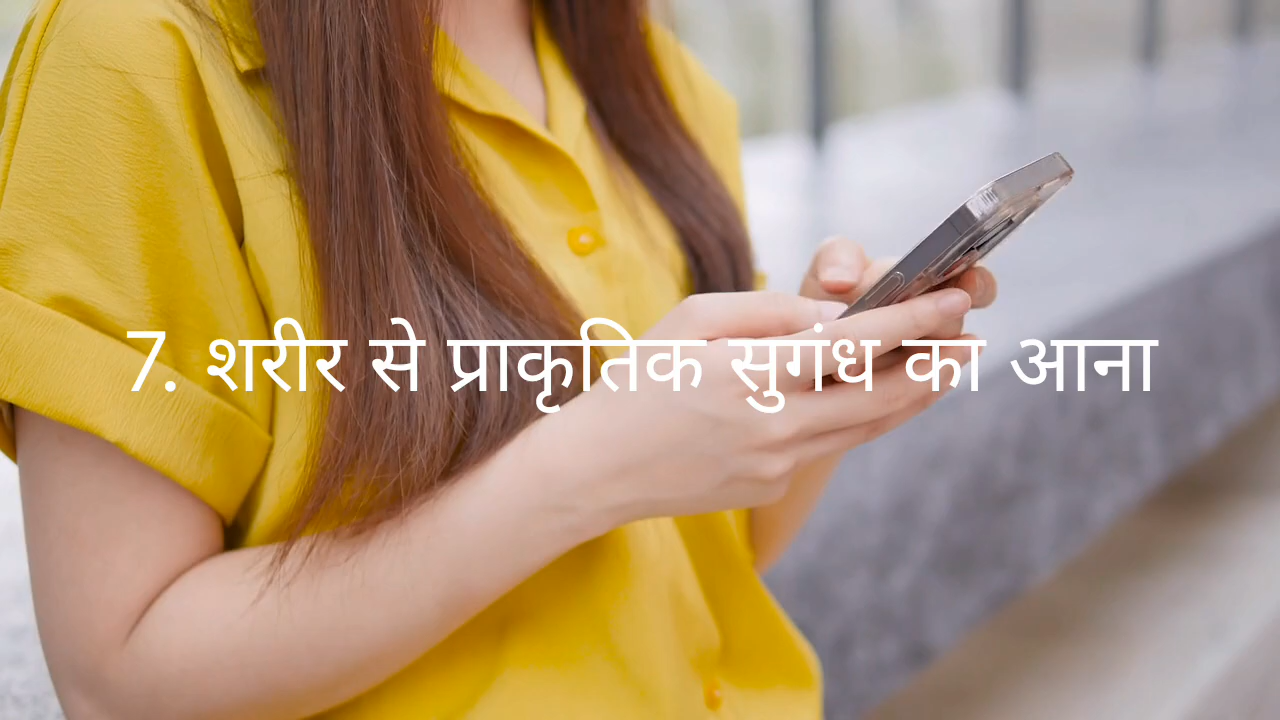 7. शरीर से प्राकृतिक सुगंध का आना